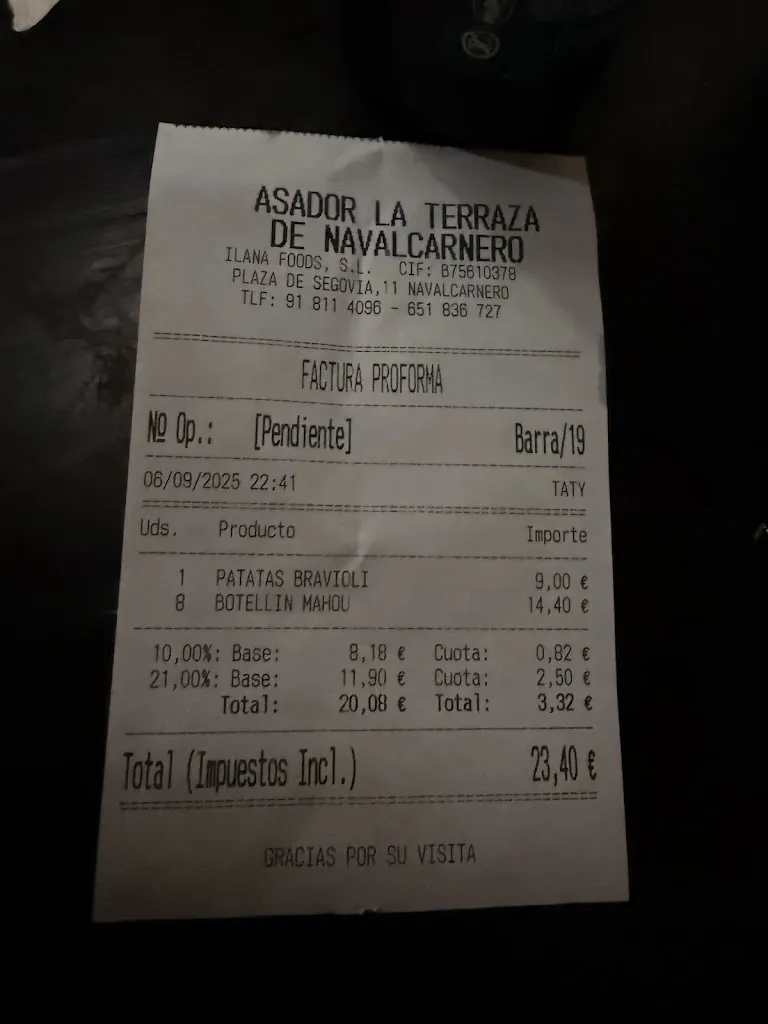 ASADOR LA TERRAZA
DE NAVALCARNERO
ILANA FOODS, S.L. CIF: B75610378
PLAZA DE SEGOVIA,11 NAVALCARNERO
TLF: 91 811 4096 - 651 836 727
FACTURA PROFORMA
Nº Op.: [Pendiente] Barra/19
06/09/2025 22:41 TATY
Uds. Producto Importe
1 PATATAS BRAVIOLI 9,00 €
8 BOTELLIN MAHOU 14,40 €
10,00%: Base: 8,18 € Cuota: 0,82 €
21,00%: Base: 11,90 € Cuota: 2,50 €
Total: 20,08 € Total: 3,32 €
Total (Impuestos Incl.) 23,40 €
GRACIAS POR SU VISITA